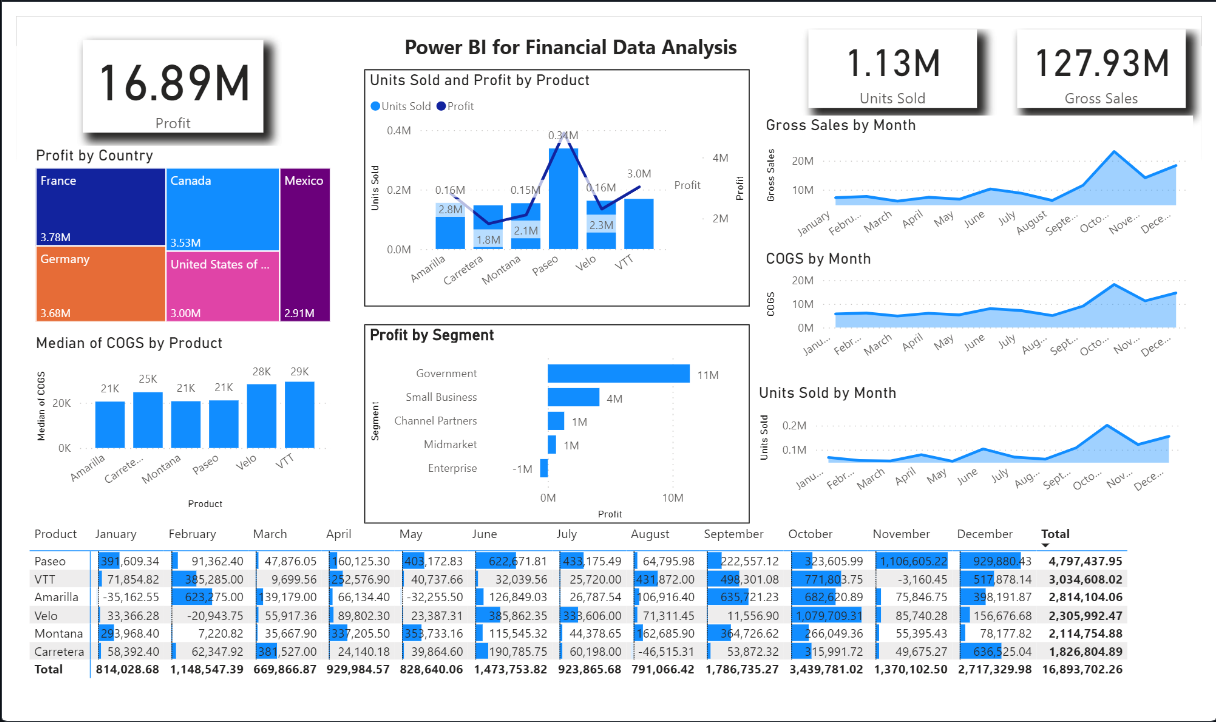 Power BI for Financial Data Analysis
16.89M
Profit
1.13M
Units Sold
127.93M
Gross Sales
Profit by Country
France
3.78M
Germany
3.68M
Canada
3.53M
United States of ...
3.00M
Mexico
2.91M
Median of COGS by Product
Median of COGS
20K
0K
21K
25K
21K
21K
28K
29K
Amarilla
Carrete...
Montana
Paseo
Velo
VTT
Product
Units Sold and Profit by Product
Units Sold
Profit
Units Sold
0.4M
0.2M
0.0M
0.16M
0.15M
0.34M
0.16M
3.0M
2.8M
1.8M
2.1M
2.3M
4M
2M
Profit
Profit
Amarilla
Carretera
Montana
Paseo
Velo
VTT
Profit by Segment
Segment
Government
11M
Small Business
4M
Channel Partners
1M
Midmarket
1M
Enterprise
-1M
0M
10M
Profit
Gross Sales by Month
Gross Sales
20M
10M
January
Febru...
March
April
May
June
July
August
Septe...
Octo...
Nove...
Dece...
COGS by Month
COGS
20M
10M
0M
Janu...
Febr...
March
April
May
June
July
Aug...
Sept...
Octo...
Nov...
Dece...
Units Sold by Month
Units Sold
0.2M
0.1M
Janu...
Febr...
March
April
May
June
July
Aug...
Sept...
Octo...
Nov...
Dece...
Product January February March April May June July August September October November December Total
Paseo 391,609.34 91,362.40 47,876.05 160,125.30 403,172.83 622,671.81 433,175.49 64,795.98 222,557.12 323,605.99 1,106,605.22 929,880.43 4,797,437.95
VTT 71,854.82 385,285.00 9,699.56 252,576.90 40,737.66 32,039.56 25,720.00 431,872.00 498,301.08 771,803.75 -3,160.45 517,878.14 3,034,608.02
Amarilla -35,162.55 623,275.00 139,179.00 66,134.40 -32,255.50 126,849.03 26,787.54 106,916.40 635,721.23 682,620.89 75,846.75 398,191.87 2,814,104.06
Velo 33,366.28 -20,943.75 55,917.36 89,802.30 23,387.31 385,862.35 333,606.00 71,311.45 11,556.90 1,079,709.31 85,740.28 156,676.68 2,305,992.47
Montana 293,968.40 7,220.82 35,667.90 337,205.50 353,733.16 115,545.32 44,378.65 162,685.90 364,726.62 266,049.36 55,395.43 78,177.82 2,114,754.88
Carretera 58,392.40 62,347.92 381,527.00 24,140.18 39,864.60 190,785.75 60,198.00 -46,515.31 53,872.32 315,991.72 49,675.27 636,525.04 1,826,804.89
Total 814,028.68 1,148,547.39 669,866.87 929,984.57 828,640.06 1,473,753.82 923,865.68 791,066.42 1,786,735.27 3,439,781.02 1,370,102.50 2,717,329.98 16,893,702.26